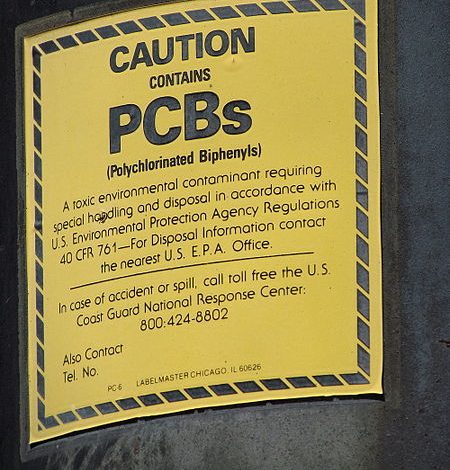 CAUTION
CONTAINS
PCBs
(Polychlorinated Biphenyls)
A toxic environmental contaminant requiring
special handling and disposal in accordance with
U.S. Environmental Protection Agency Regulations
40 CFR 761—For Disposal Information contact
the nearest U.S. E.P.A. Office.
In case of accident or spill, call toll free the U.S.
Coast Guard National Response Center:
800:424-8802
Also Contact
Tel. No.
PC-6 LABELMASTER CHICAGO, IL 60626